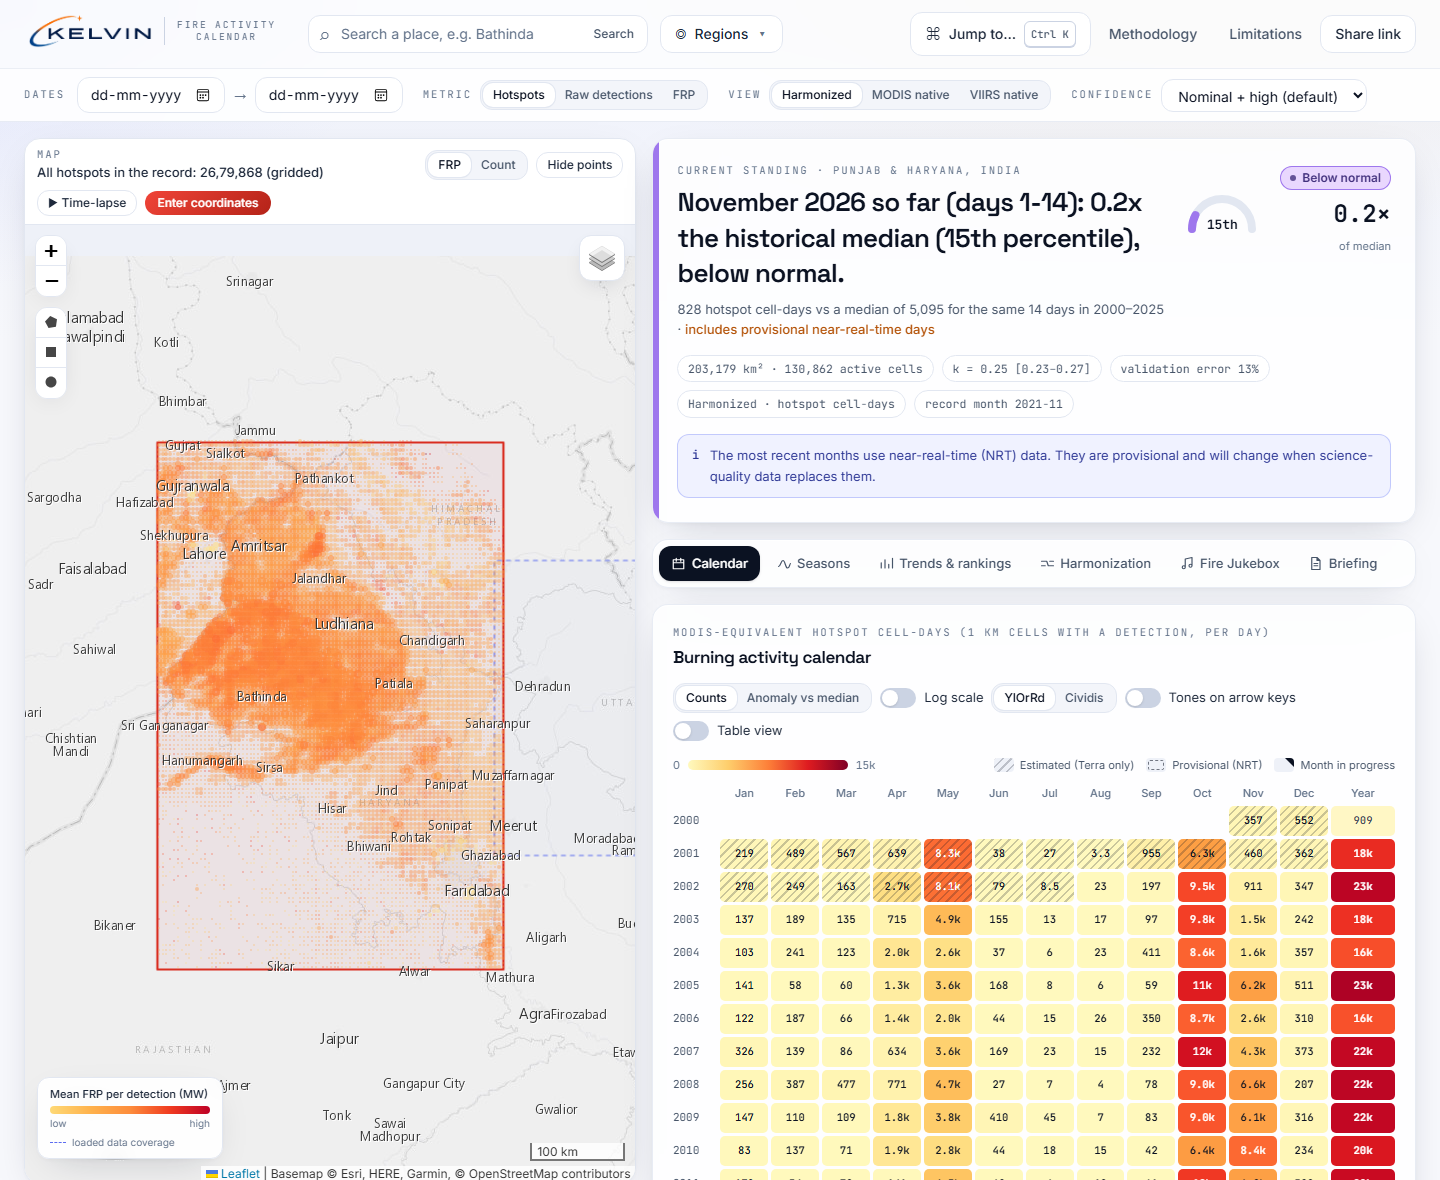 KELVIN
FIRE ACTIVITY
CALENDAR
Search a place, e.g. Bathinda
Search
Regions
Jump to...
Ctrl K
Methodology
Limitations
Share link
DATES
dd-mm-yyyy
→
dd-mm-yyyy
METRIC
Hotspots
Raw detections
FRP
VIEW
Harmonized
MODIS native
VIIRS native
CONFIDENCE
Nominal + high (default)
MAP
All hotspots in the record: 26,79,868 (gridded)
FRP
Count
Hide points
Time-lapse
Enter coordinates
+
−
Srinagar
lamabad
awalpindi
Kotli
Bhimbar
Jammu
Gujrat
Sialkot
Pathankot
Gujranwala
Sargodha
Hafizabad
HIMACHAL
PRADESH
Shekhupura
Lahore
Amritsar
Faisalabad
Sadr
Jalandhar
Ludhiana
Chandigarh
Sahiwal
Patiala
Dehradun
Bathinda
UTTA
ari
Sri Ganganagar
Saharanpur
Chishtian
Mandi
Hanumangarh
Sirsa
Muzaffarnagar
Panipat
Jind
HARYANA
Hisar
Sonipat
Meerut
Rohtak
Moradabad
Ram
Bhiwani
Ghaziabad
Faridabad
Bikaner
Bu
Aligarh
Sikar
Alwar
Mathura
Agra
Firozabad
Jaipur
RAJASTHAN
Etaw
Ajmer
Gangapur City
Gwalior
Tonk
Sawai
Madhopur
Mean FRP per detection (MW)
low
high
loaded data coverage
100 km
Leaflet | Basemap © Esri, HERE, Garmin, © OpenStreetMap contributors
CURRENT STANDING · PUNJAB & HARYANA, INDIA
November 2026 so far (days 1-14): 0.2x
the historical median (15th percentile),
below normal.
15th
Below normal
0.2×
of median
828 hotspot cell-days vs a median of 5,095 for the same 14 days in 2000–2025
· includes provisional near-real-time days
203,179 km² · 130,862 active cells
k = 0.25 [0.23–0.27]
validation error 13%
Harmonized · hotspot cell-days
record month 2021-11
i The most recent months use near-real-time (NRT) data. They are provisional and will change when science-
quality data replaces them.
Calendar
Seasons
Trends & rankings
Harmonization
Fire Jukebox
Briefing
MODIS-EQUIVALENT HOTSPOT CELL-DAYS (1 KM CELLS WITH A DETECTION, PER DAY)
Burning activity calendar
Counts
Anomaly vs median
Log scale
YlOrRd
Cividis
Tones on arrow keys
Table view
0
15k
Estimated (Terra only)
Provisional (NRT)
Month in progress
Jan Feb Mar Apr May Jun Jul Aug Sep Oct Nov Dec Year
2000 357 552 909
2001 219 489 567 639 8.3k 38 27 3.3 955 6.3k 460 362 18k
2002 270 249 163 2.7k 8.1k 79 8.5 23 197 9.5k 911 347 23k
2003 137 189 135 715 4.9k 155 13 17 97 9.8k 1.5k 242 18k
2004 103 241 123 2.0k 2.6k 37 6 23 411 8.6k 1.6k 357 16k
2005 141 58 60 1.3k 3.6k 168 8 6 59 11k 6.2k 511 23k
2006 122 187 66 1.4k 2.0k 44 15 26 350 8.7k 2.6k 310 16k
2007 326 139 86 634 3.6k 169 23 15 232 12k 4.3k 373 22k
2008 256 387 477 771 4.7k 27 7 4 78 9.0k 6.6k 207 22k
2009 147 110 109 1.8k 3.8k 410 45 7 83 9.0k 6.1k 316 22k
2010 83 137 71 1.9k 2.8k 44 18 15 42 6.4k 8.4k 234 20k